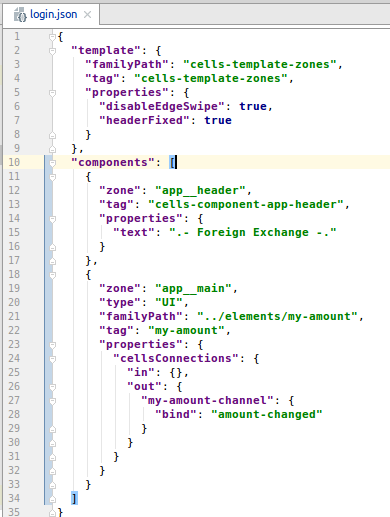 login.json
1 {
2   "template": {
3     "familyPath": "cells-template-zones",
4     "tag": "cells-template-zones",
5     "properties": {
6       "disableEdgeSwipe": true,
7       "headerFixed": true
8     }
9   },
10   "components": [
11     {
12       "zone": "app__header",
13       "tag": "cells-component-app-header",
14       "properties": {
15         "text": ".- Foreign Exchange -."
16       }
17     },
18     {
19       "zone": "app__main",
20       "type": "UI",
21       "familyPath": "../elements/my-amount",
22       "tag": "my-amount",
23       "properties": {
24         "cellsConnections": {
25           "in": {},
26           "out": {
27             "my-amount-channel": {
28               "bind": "amount-changed"
29             }
30           }
31         }
32       }
33     }
34   ]
35 }